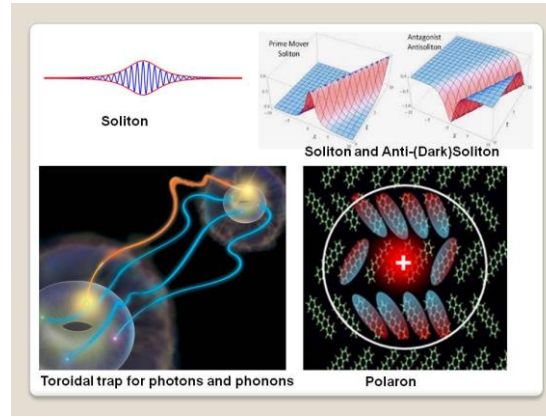 Prime Mover
Soliton
Antagonist
Antisoliton
Soliton
Soliton and Anti-(Dark)Soliton
+
Toroidal trap for photons and phonons
Polaron